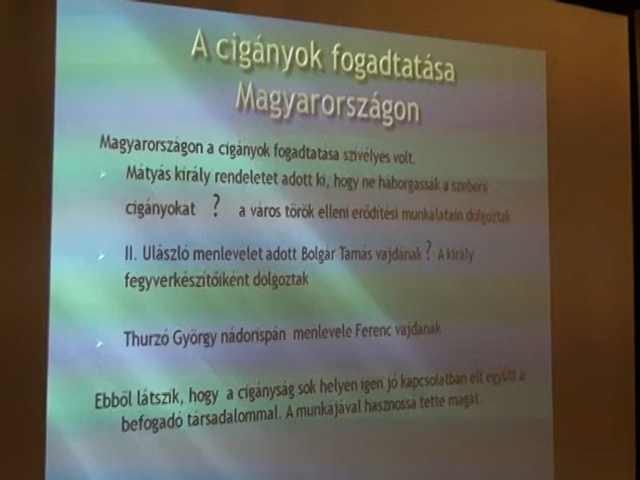 A cigányok fogadtatása
Magyarországon
Magyarországon a cigányok fogadtatása szívélyes volt.
Mátyás király rendeletet adott ki, hogy ne háborgassák a szebeni
cigányokat ? a város török elleni erődítési munkálatain dolgoztak
II. Ulászló menlevelet adott Bolgár Tamás vajdának ? A király
fegyverkészítőiként dolgoztak
Thurzó György nádorispán menlevele Ferenc vajdának
Ebből látszik, hogy a cigányság sok helyen igen jó kapcsolatban élt együtt a
befogadó társadalommal. A munkájával hasznossá tette magát.